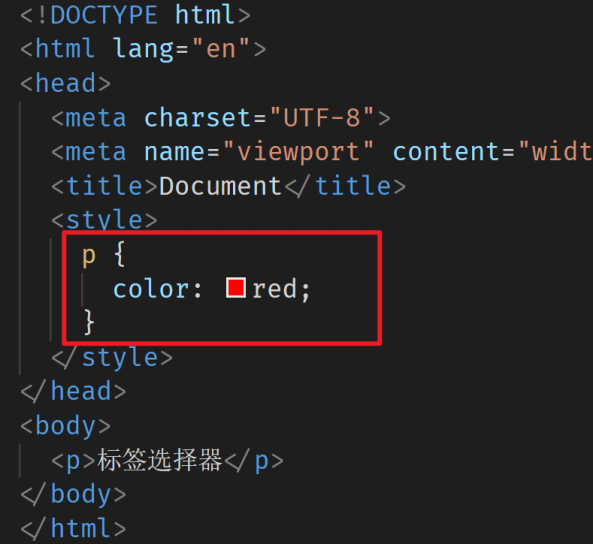 <!DOCTYPE html>
<html lang="en">
<head>
<meta charset="UTF-8">
<meta name="viewport" content="widt
<title>Document</title>
<style>
p {
color: red;
}
</style>
</head>
<body>
<p>标签选择器</p>
</body>
</html>